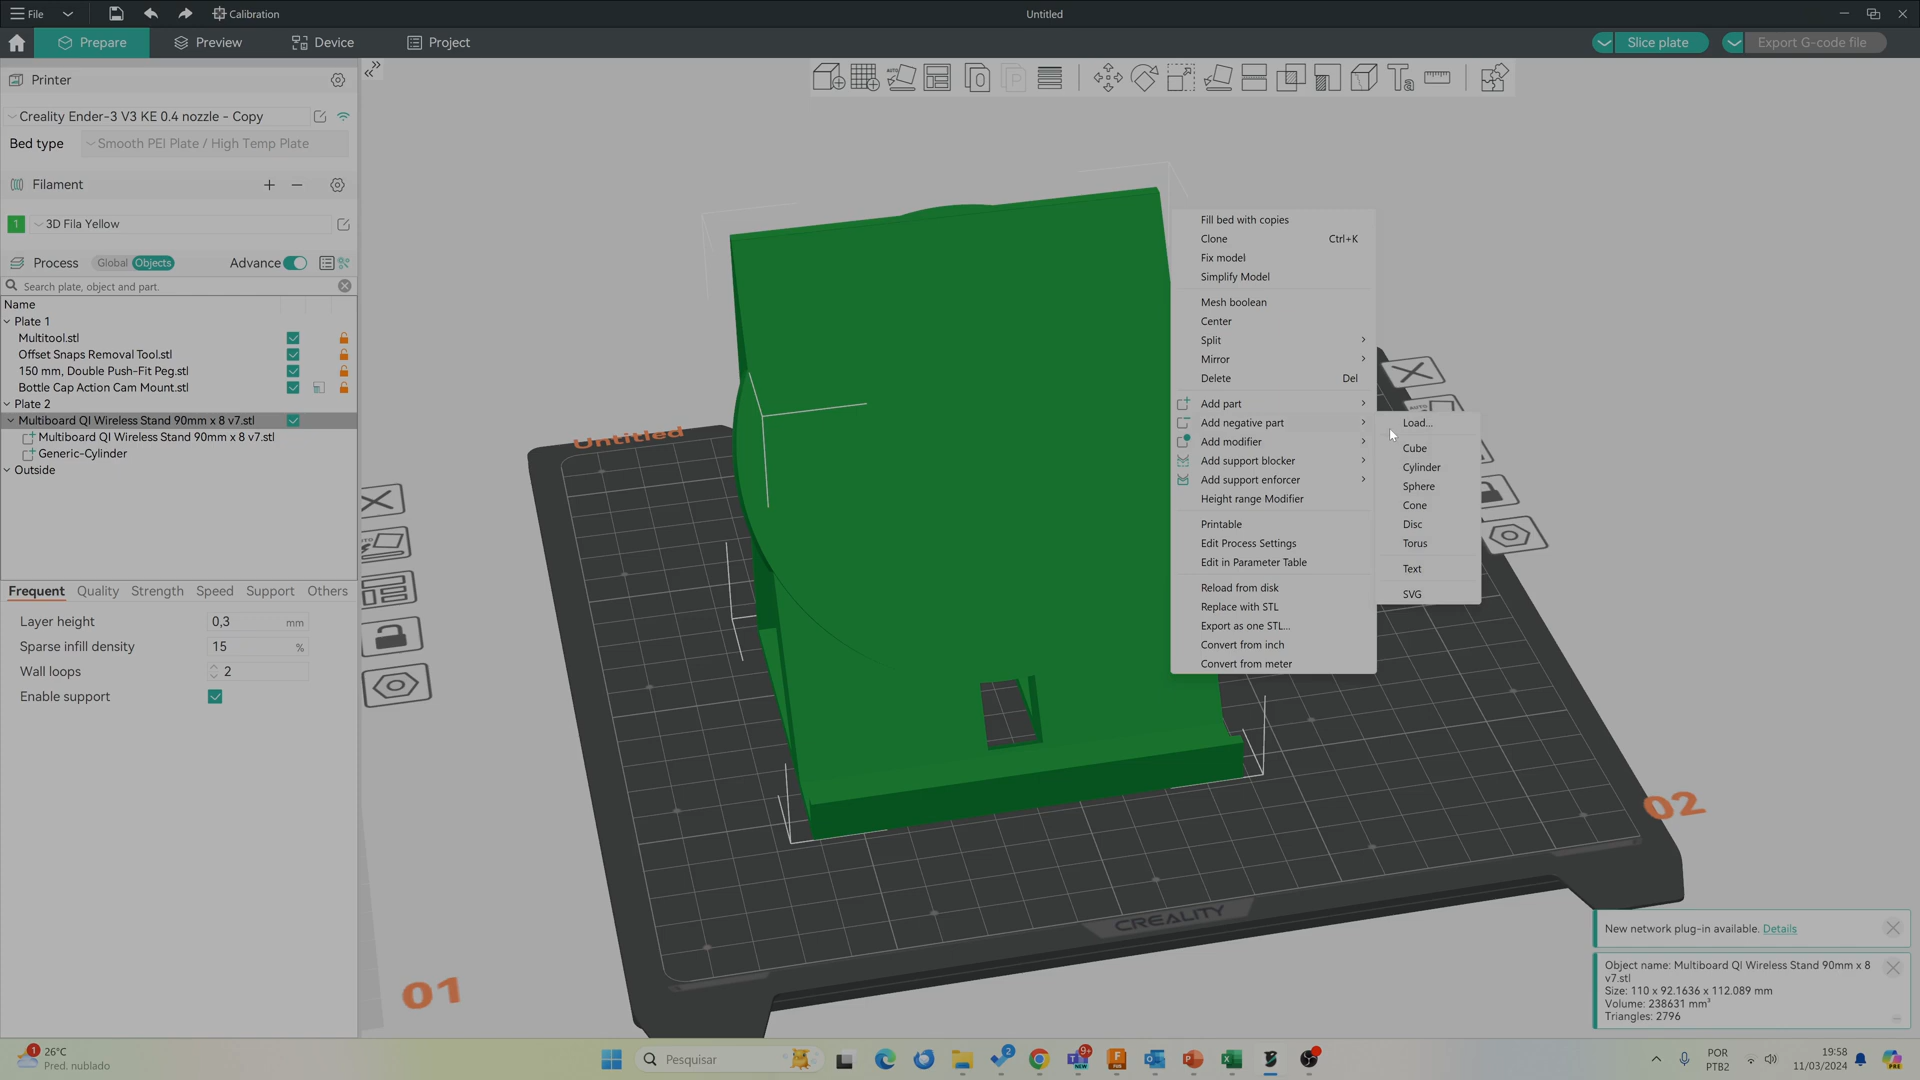 File
Calibration
Untitled
Prepare
Preview
Device
Project
Slice plate
Export G-code file
Printer
Creality Ender-3 V3 KE 0.4 nozzle - Copy
Bed type
Smooth PEI Plate / High Temp Plate
Filament
1
3D Fila Yellow
Process
Global
Objects
Advance
Search plate, object and part.
Name
Plate 1
Multitool.stl
Offset Snaps Removal Tool.stl
150 mm, Double Push-Fit Peg.stl
Bottle Cap Action Cam Mount.stl
Plate 2
Multiboard QI Wireless Stand 90mm x 8 v7.stl
Multiboard QI Wireless Stand 90mm x 8 v7.stl
Generic-Cylinder
Outside
Frequent
Quality
Strength
Speed
Support
Others
Layer height
0,3
mm
Sparse infill density
15
%
Wall loops
2
Enable support
AUTO
Untitled
Fill bed with copies
Clone
Ctrl+K
Fix model
Simplify Model
Mesh boolean
Center
Split
Mirror
Delete
Del
Add part
Add negative part
Add modifier
Add support blocker
Add support enforcer
Height range Modifier
Printable
Edit Process Settings
Edit in Parameter Table
Reload from disk
Replace with STL
Export as one STL...
Convert from inch
Convert from meter
Load...
Cube
Cylinder
Sphere
Cone
Disc
Torus
Text
SVG
AUTO
AUTO
02
CREALITY
01
New network plug-in available. Details
Object name: Multiboard QI Wireless Stand 90mm x 8
v7.stl
Size: 110 x 92.1636 x 112.089 mm
Volume: 238631 mm³
Triangles: 2796
1
26°C
Pred. nublado
Pesquisar
2
9+
NEW
POR
PTB2
19:58
11/03/2024
PRE